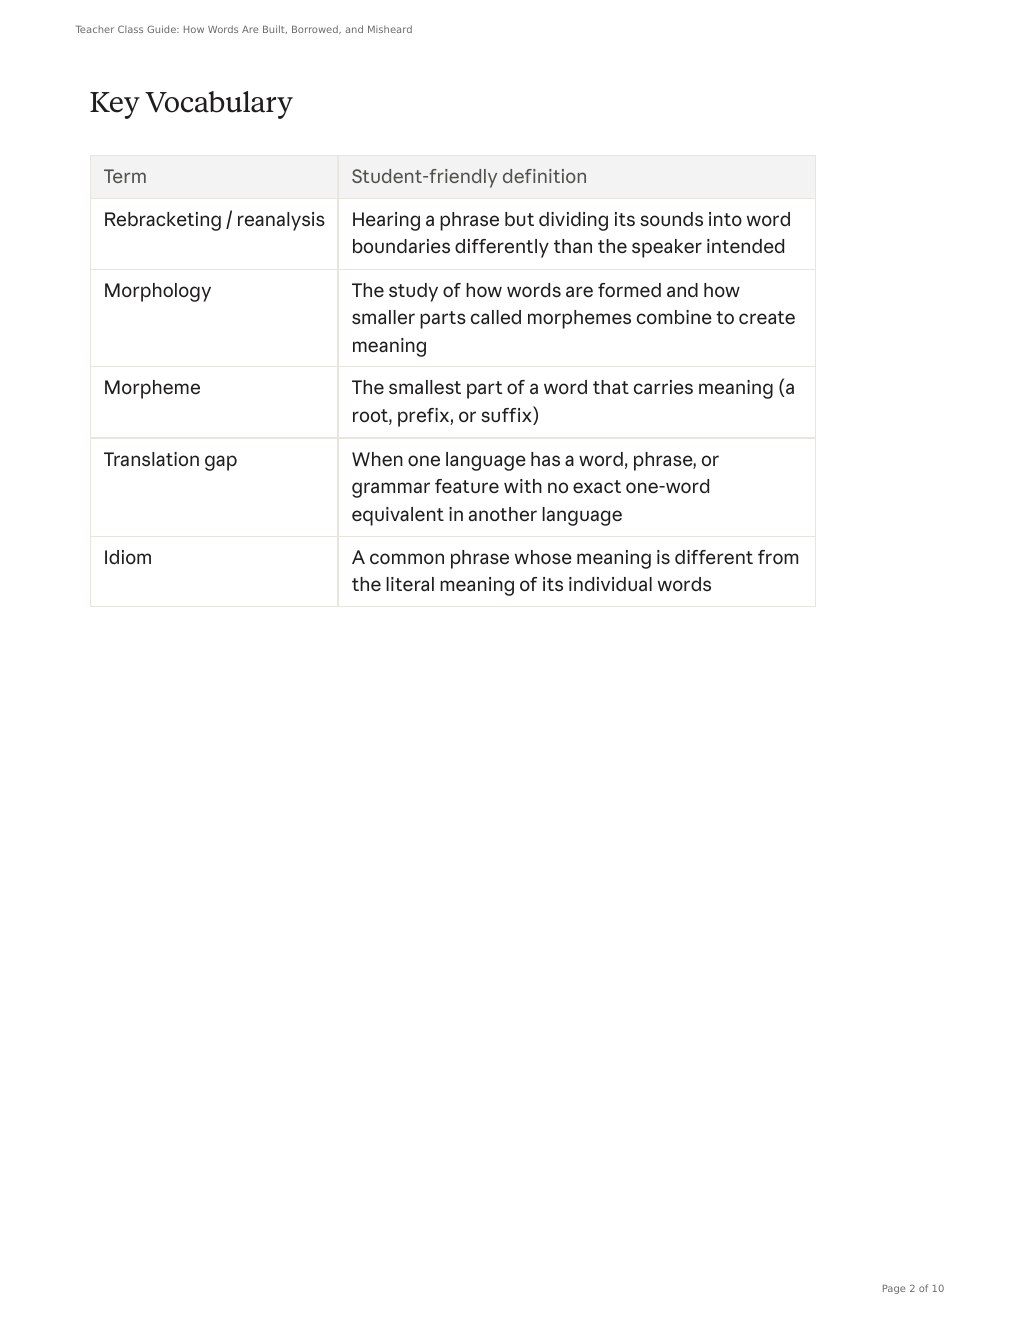 Teacher Class Guide: How Words Are Built, Borrowed, and Misheard
Key Vocabulary
Term
Student-friendly definition
Rebracketing / reanalysis
Hearing a phrase but dividing its sounds into word
boundaries differently than the speaker intended
Morphology
The study of how words are formed and how
smaller parts called morphemes combine to create
meaning
Morpheme
The smallest part of a word that carries meaning (a
root, prefix, or suffix)
Translation gap
When one language has a word, phrase, or
grammar feature with no exact one-word
equivalent in another language
Idiom
A common phrase whose meaning is different from
the literal meaning of its individual words
Page 2 of 10